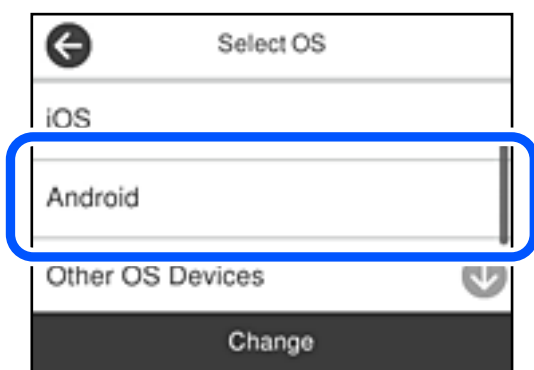 Select OS
iOS
Android
Other OS Devices
Change